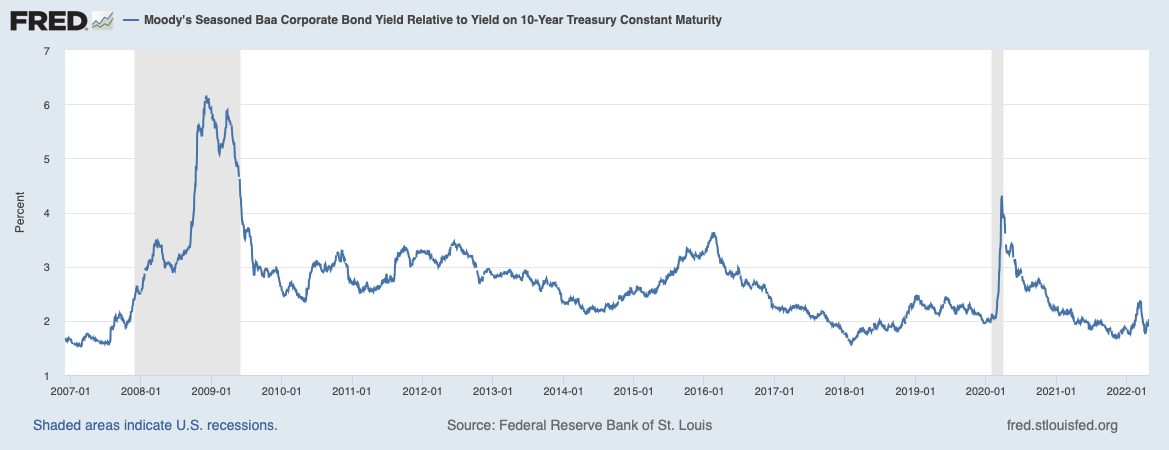 FRED
Moody's Seasoned Baa Corporate Bond Yield Relative to Yield on 10-Year Treasury Constant Maturity
7
6
5
4
3
2
1
Percent
2007-01 2008-01 2009-01 2010-01 2011-01 2012-01 2013-01 2014-01 2015-01 2016-01 2017-01 2018-01 2019-01 2020-01 2021-01 2022-01
Shaded areas indicate U.S. recessions. Source: Federal Reserve Bank of St. Louis fred.stlouisfed.org